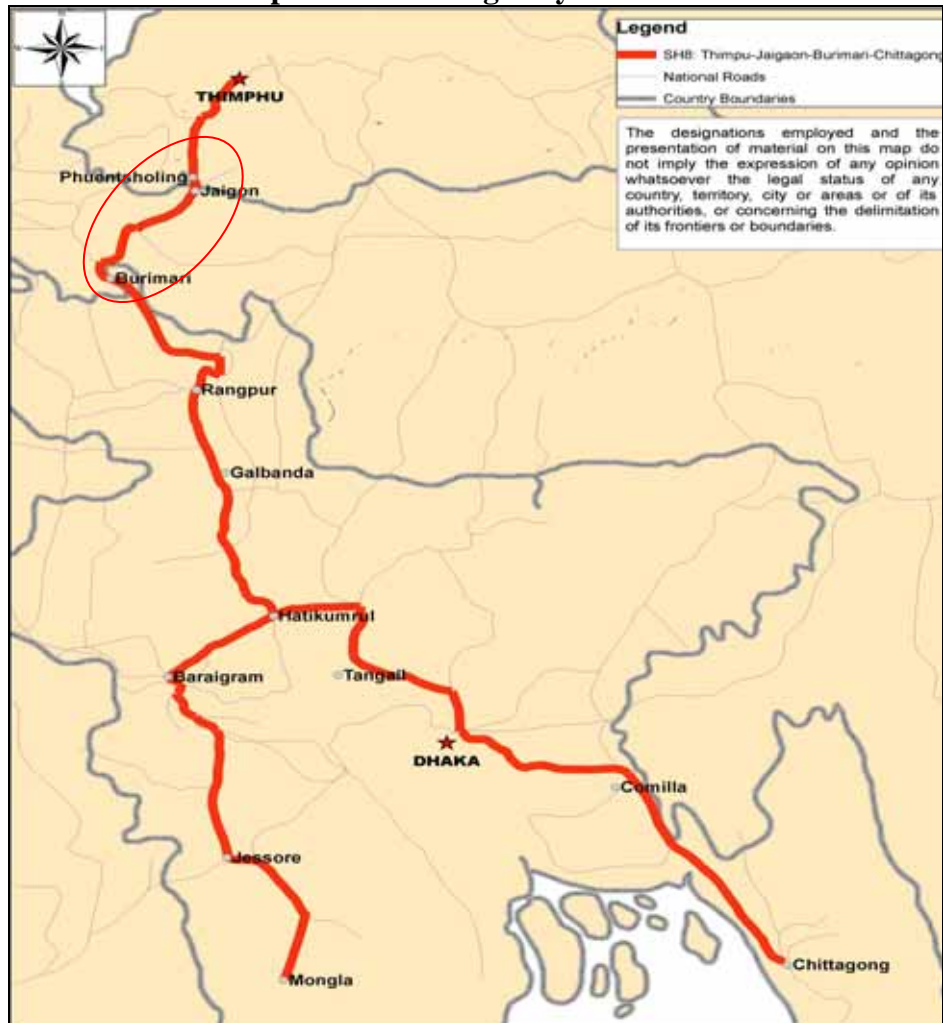 Legend
SH8: Thimpu-Jaigaon-Burimari-Chittagong
National Roads
Country Boundaries
The designations employed and the
presentation of material on this map do
not imply the expression of any opinion
whatsoever the legal status of any
country, territory, city or areas or of its
authorities, or concerning the delimitation
of its frontiers or boundaries.
THIMPHU
Phuentsholing
Jaigon
Burimari
Rangpur
Galbanda
Hatikumrul
Baraigram
Tangail
DHAKA
Comilla
Jessore
Mongla
Chittagong